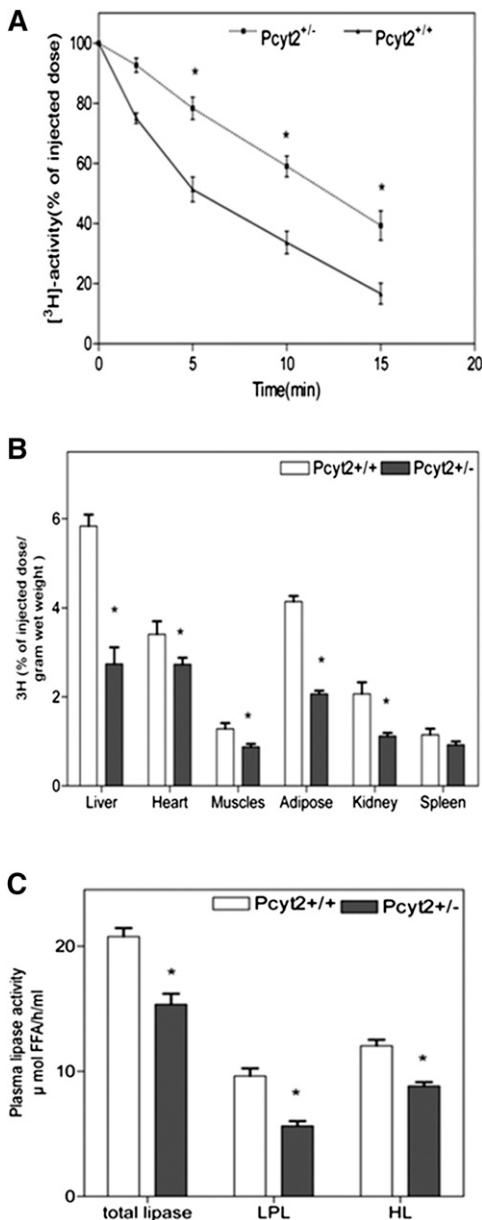 A
Pcyt2+/- Pcyt2+/+
[3H]-activity(% of injected dose)
100
80
60
40
20
0
* * *
0 5 10 15 20
Time(min)
B
Pcyt2+/+ Pcyt2+/-
3H (% of injected dose/
gram wet weight )
6
4
2
0
* * * * *
Liver Heart Muscles Adipose Kidney Spleen
C
Pcyt2+/+ Pcyt2+/-
Plasma lipase activity
μ mol FFA/h/ml
20
10
0
* * *
total lipase LPL HL